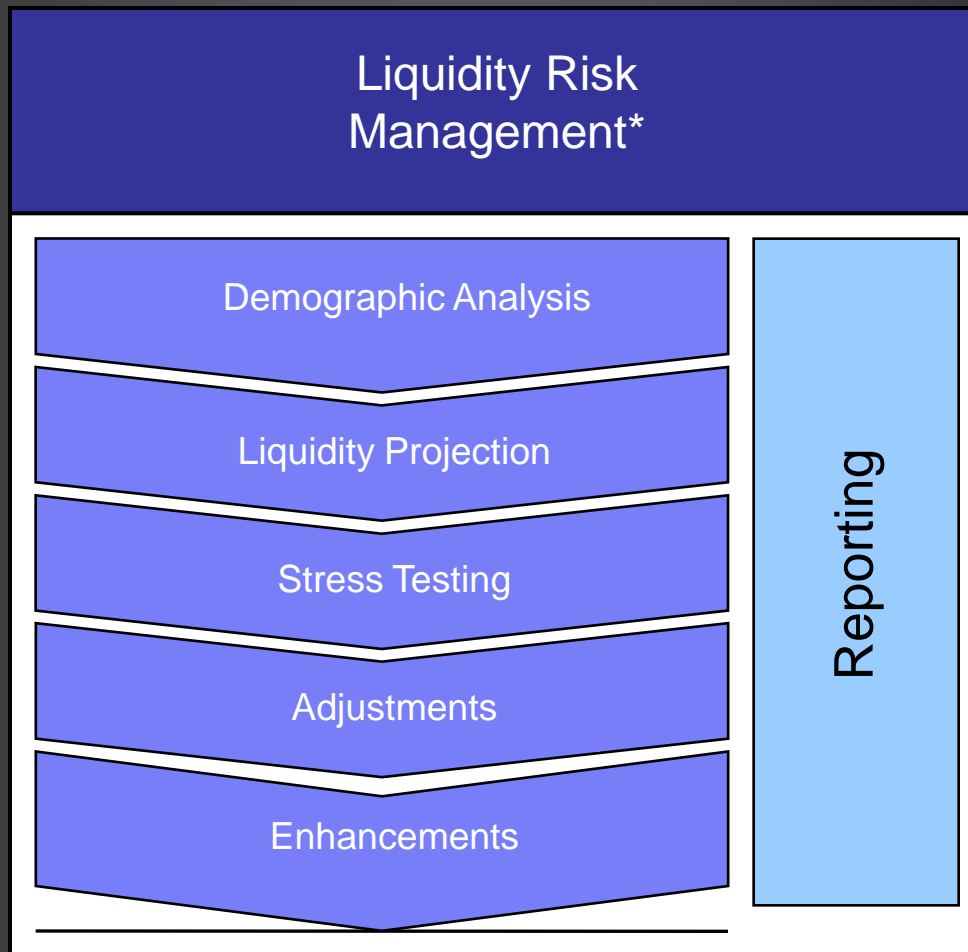 Liquidity Risk
Management*
Demographic Analysis
Liquidity Projection
Stress Testing
Adjustments
Enhancements
Reporting